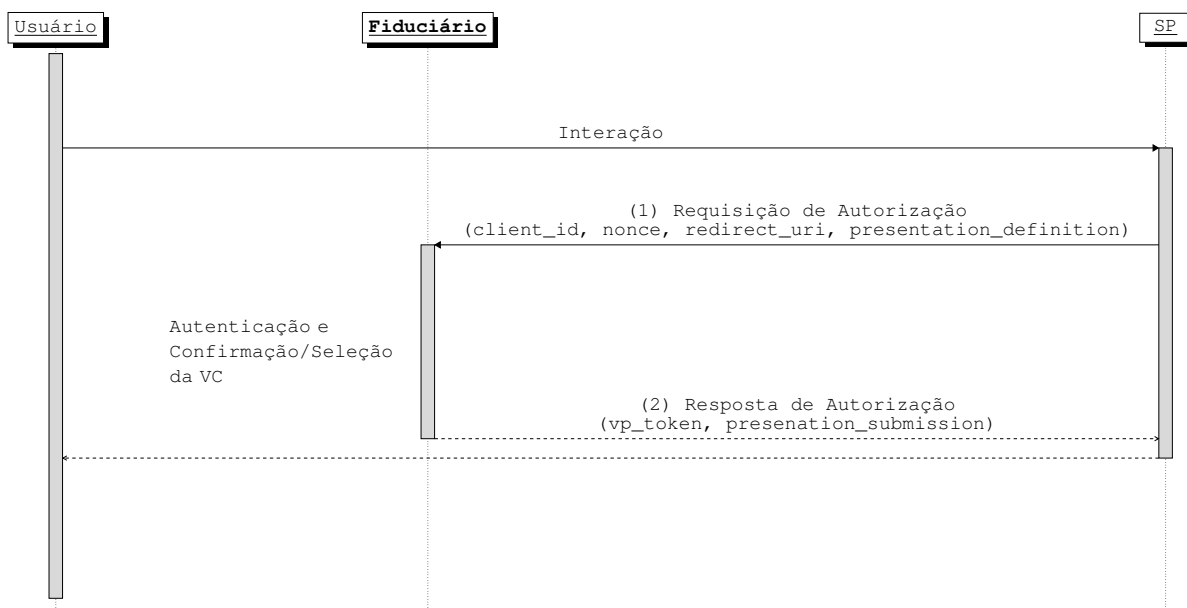 Usuário
Fiduciário
SP
Interação
(1) Requisição de Autorização
(client_id, nonce, redirect_uri, presentation_definition)
Autenticação e
Confirmação/Seleção
da VC
(2) Resposta de Autorização
(vp_token, presenation_submission)